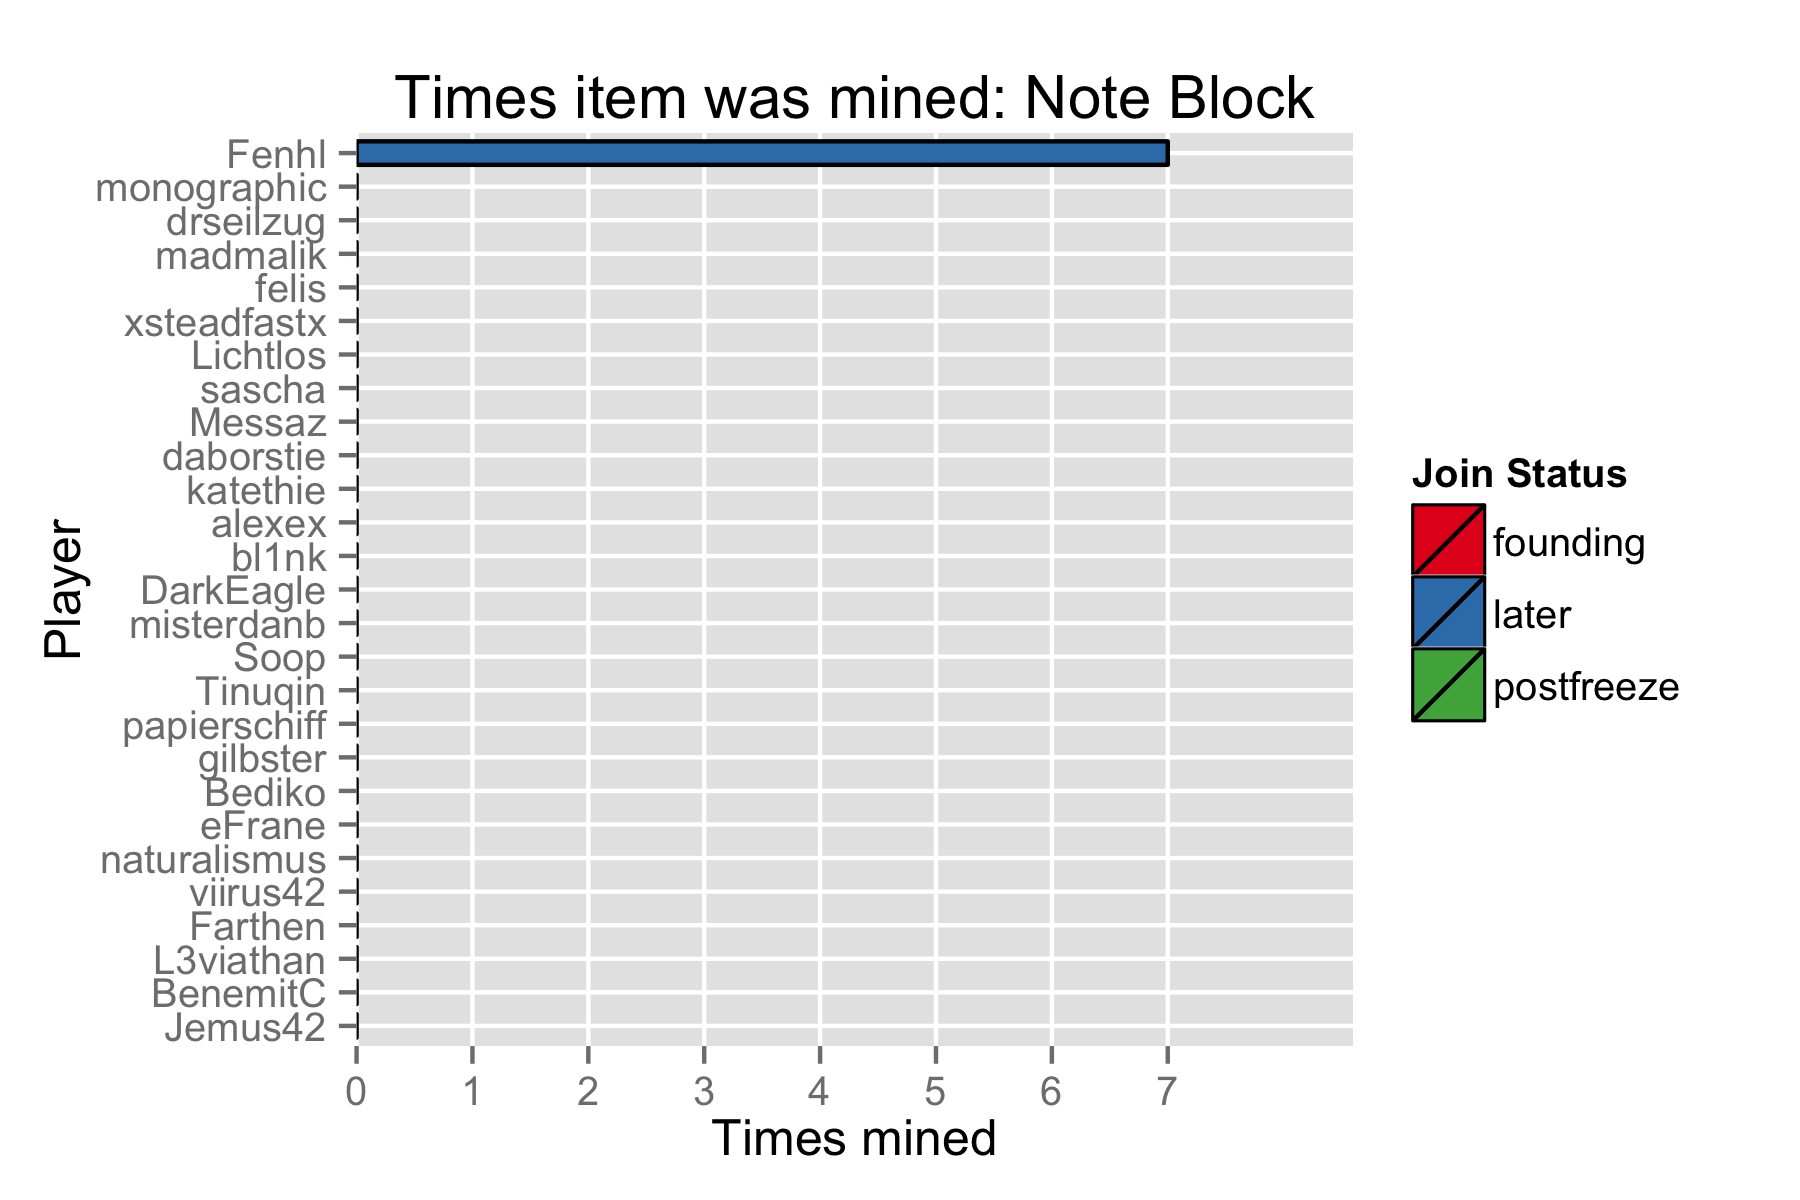 Times item was mined: Note Block
Fenhl
monographic
drseilzug
madmalik
felis
xsteadfastx
Lichtlos
sascha
Messaz
daborstie
katethie
alexex
bl1nk
DarkEagle
misterdanb
Soop
Tinuqin
papierschiff
gilbster
Bediko
eFrane
naturalismus
viirus42
Farthen
L3viathan
BenemitC
Jemus42
Player
0 1 2 3 4 5 6 7
Times mined
Join Status
founding
later
postfreeze